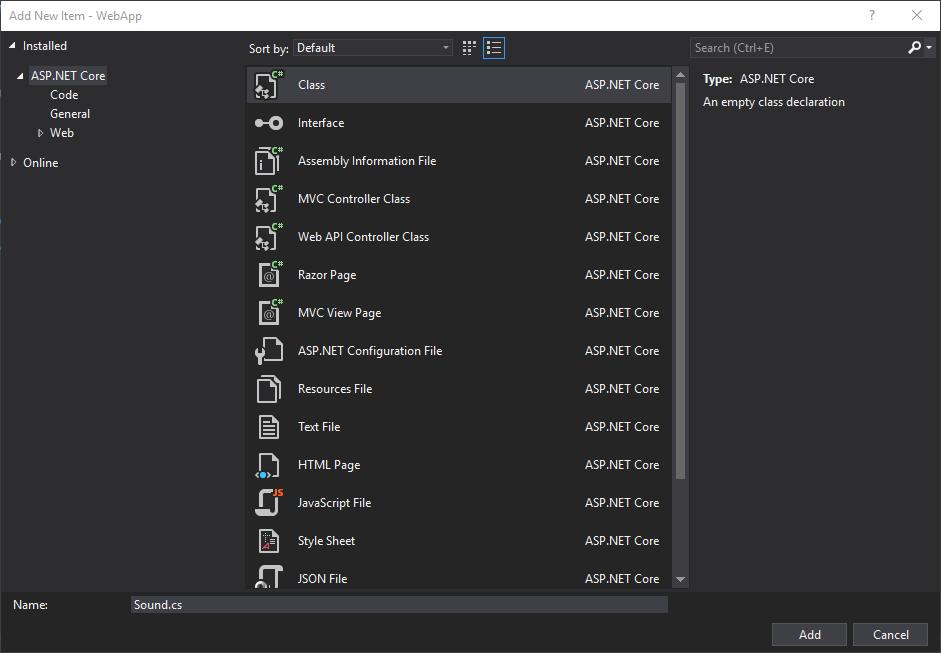 Add New Item - WebApp
?
Installed
ASP.NET Core
Code
General
Web
Online
Sort by: Default
Search (Ctrl+E)
C# Class ASP.NET Core
Interface ASP.NET Core
C# Assembly Information File ASP.NET Core
C# MVC Controller Class ASP.NET Core
C# Web API Controller Class ASP.NET Core
C# @ Razor Page ASP.NET Core
C# @ MVC View Page ASP.NET Core
ASP.NET Configuration File ASP.NET Core
Resources File ASP.NET Core
Text File ASP.NET Core
HTML Page ASP.NET Core
JS JavaScript File ASP.NET Core
A Style Sheet ASP.NET Core
JSON File ASP.NET Core
Type: ASP.NET Core
An empty class declaration
Name: Sound.cs
Add Cancel